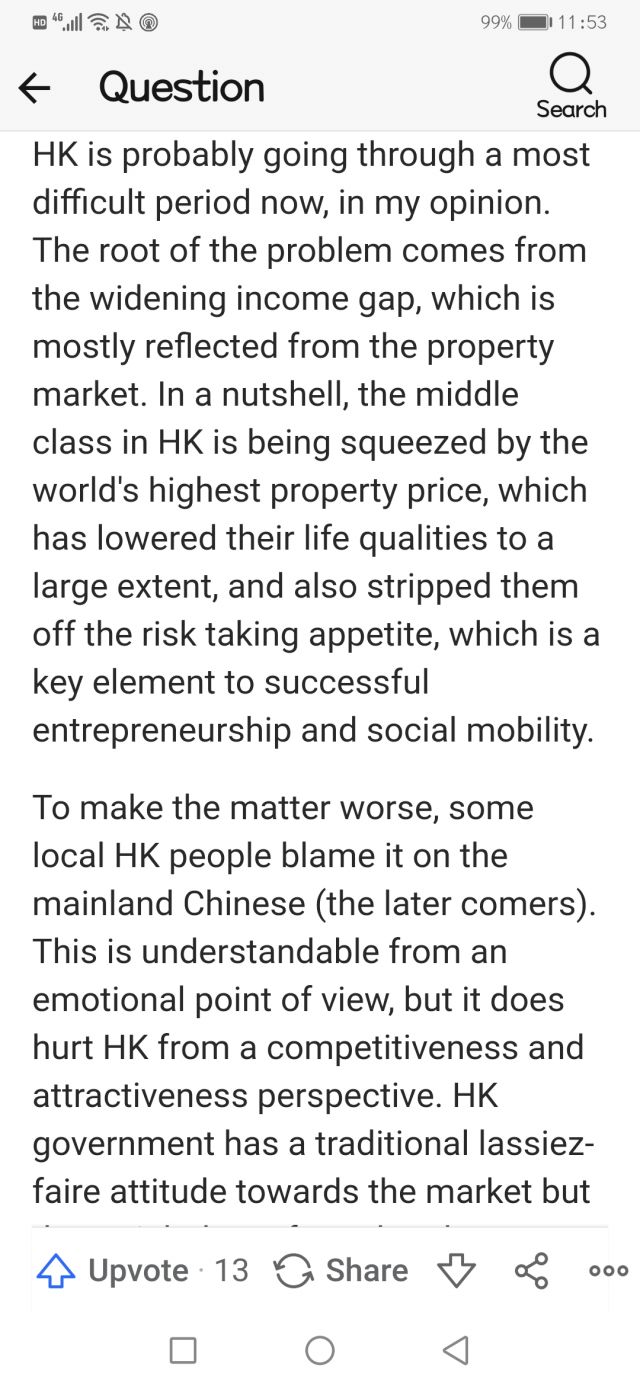 HD 4G 99% 11:53
Question
Search
HK is probably going through a most
difficult period now, in my opinion.
The root of the problem comes from
the widening income gap, which is
mostly reflected from the property
market. In a nutshell, the middle
class in HK is being squeezed by the
world's highest property price, which
has lowered their life qualities to a
large extent, and also stripped them
off the risk taking appetite, which is a
key element to successful
entrepreneurship and social mobility.
To make the matter worse, some
local HK people blame it on the
mainland Chinese (the later comers).
This is understandable from an
emotional point of view, but it does
hurt HK from a competitiveness and
attractiveness perspective. HK
government has a traditional lassiez-
faire attitude towards the market but
Upvote · 13 Share